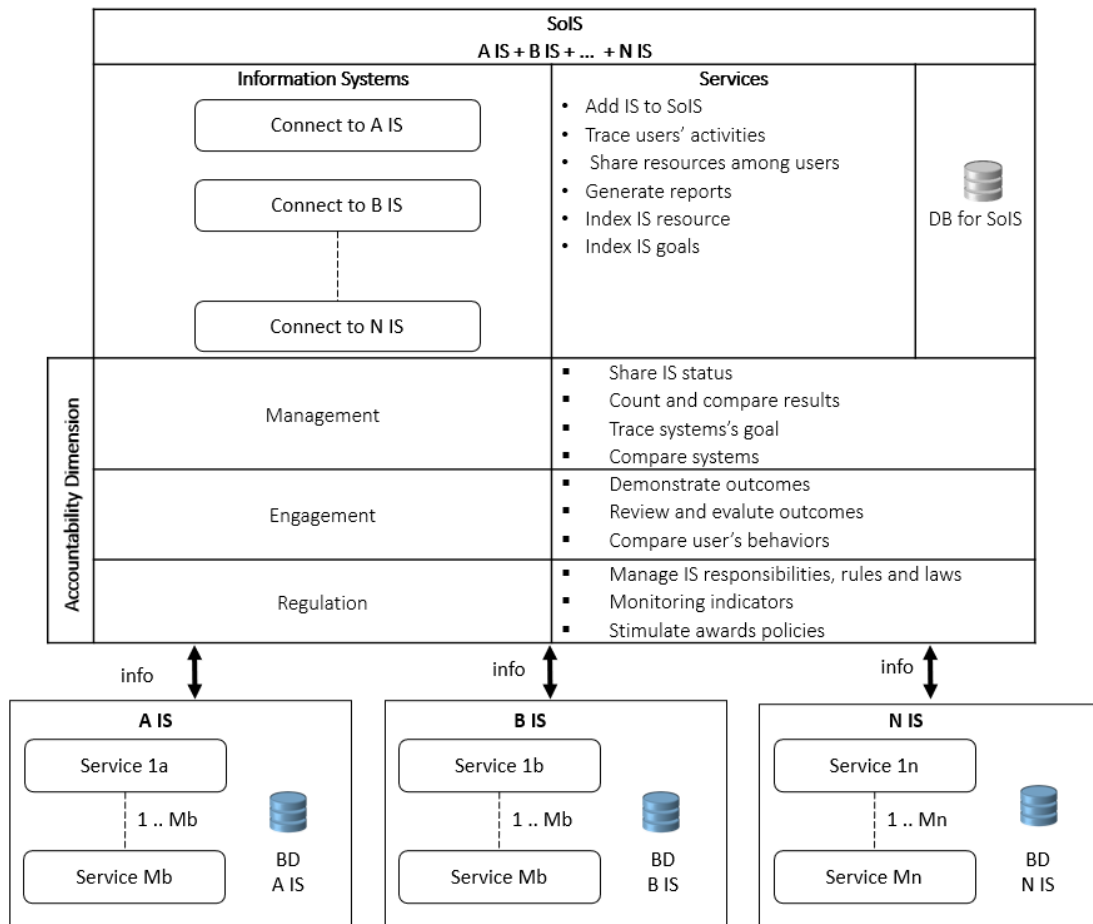 SoIS
A IS + B IS + ... + N IS
Information Systems
Connect to A IS
Connect to B IS
Connect to N IS
Services
• Add IS to SoIS
• Trace users' activities
• Share resources among users
• Generate reports
• Index IS resource
• Index IS goals
DB for SoIS
Accountability Dimension
Management
▪ Share IS status
▪ Count and compare results
▪ Trace systems's goal
▪ Compare systems
Engagement
▪ Demonstrate outcomes
▪ Review and evalute outcomes
▪ Compare user's behaviors
Regulation
▪ Manage IS responsibilities, rules and laws
▪ Monitoring indicators
▪ Stimulate awards policies
info
info
info
A IS
Service 1a
1 .. Mb
Service Mb
BD
A IS
B IS
Service 1b
1 .. Mb
Service Mb
BD
B IS
N IS
Service 1n
1 .. Mn
Service Mn
BD
N IS